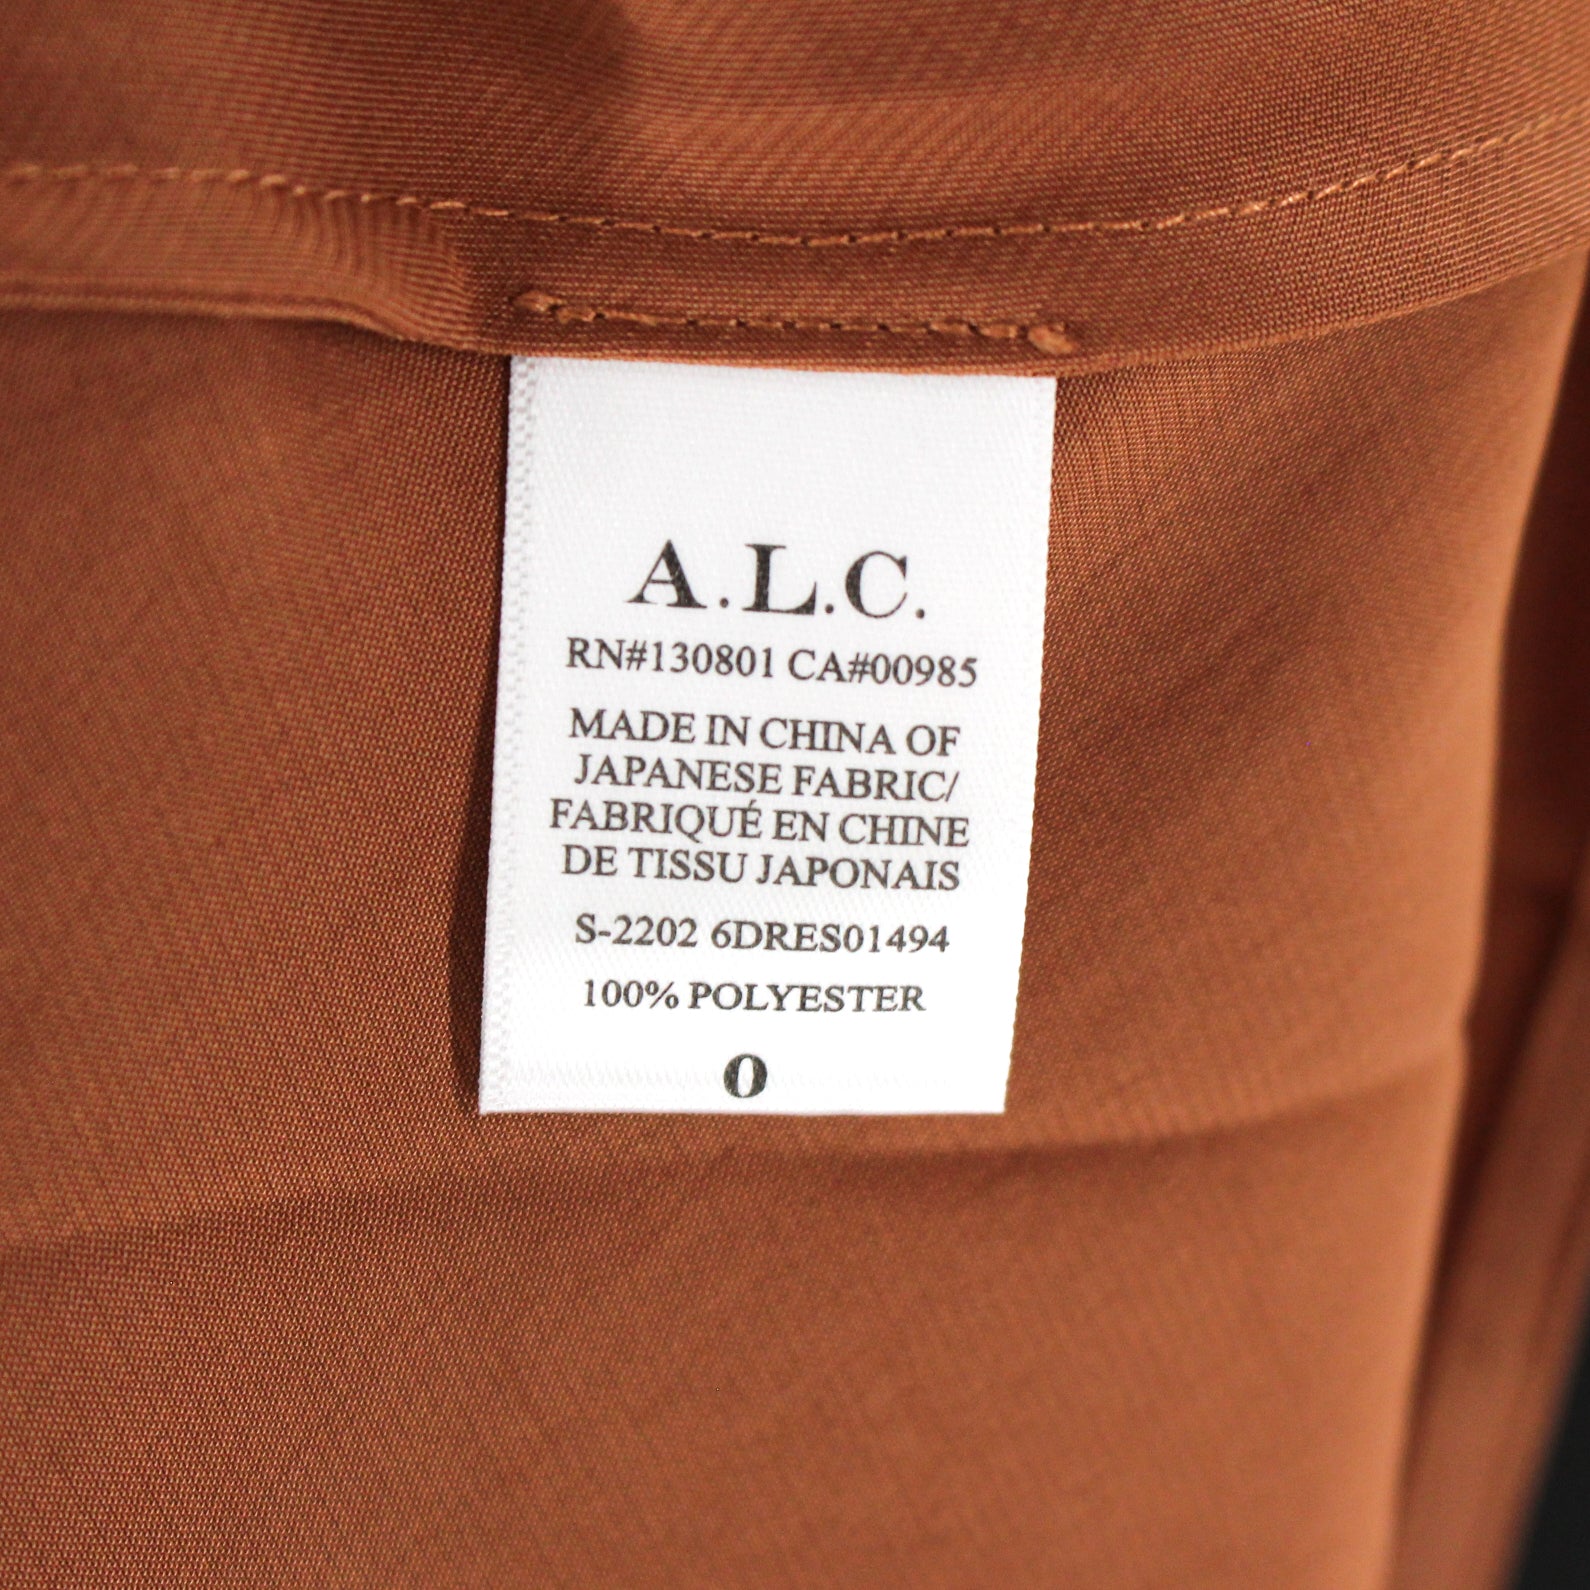 A.L.C.
RN#130801 CA#00985
MADE IN CHINA OF
JAPANESE FABRIC/
FABRIQUÉ EN CHINE
DE TISSU JAPONAIS
S-2202 6DRES01494
100% POLYESTER
0